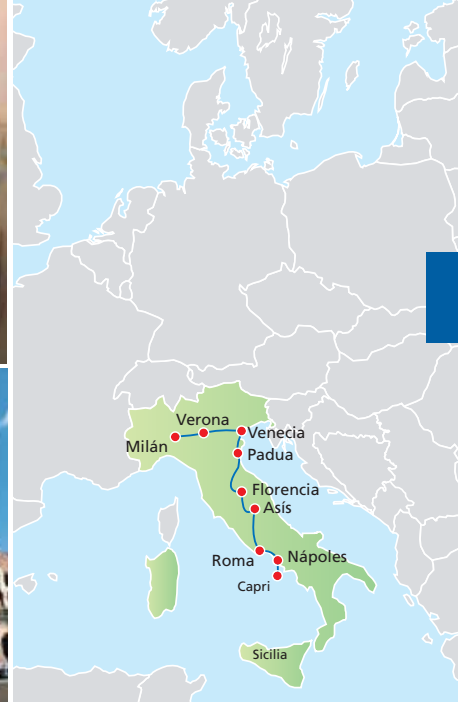 Verona
Venecia
Milán
Padua
Florencia
Asís
Roma
Nápoles
Capri
Sicilia